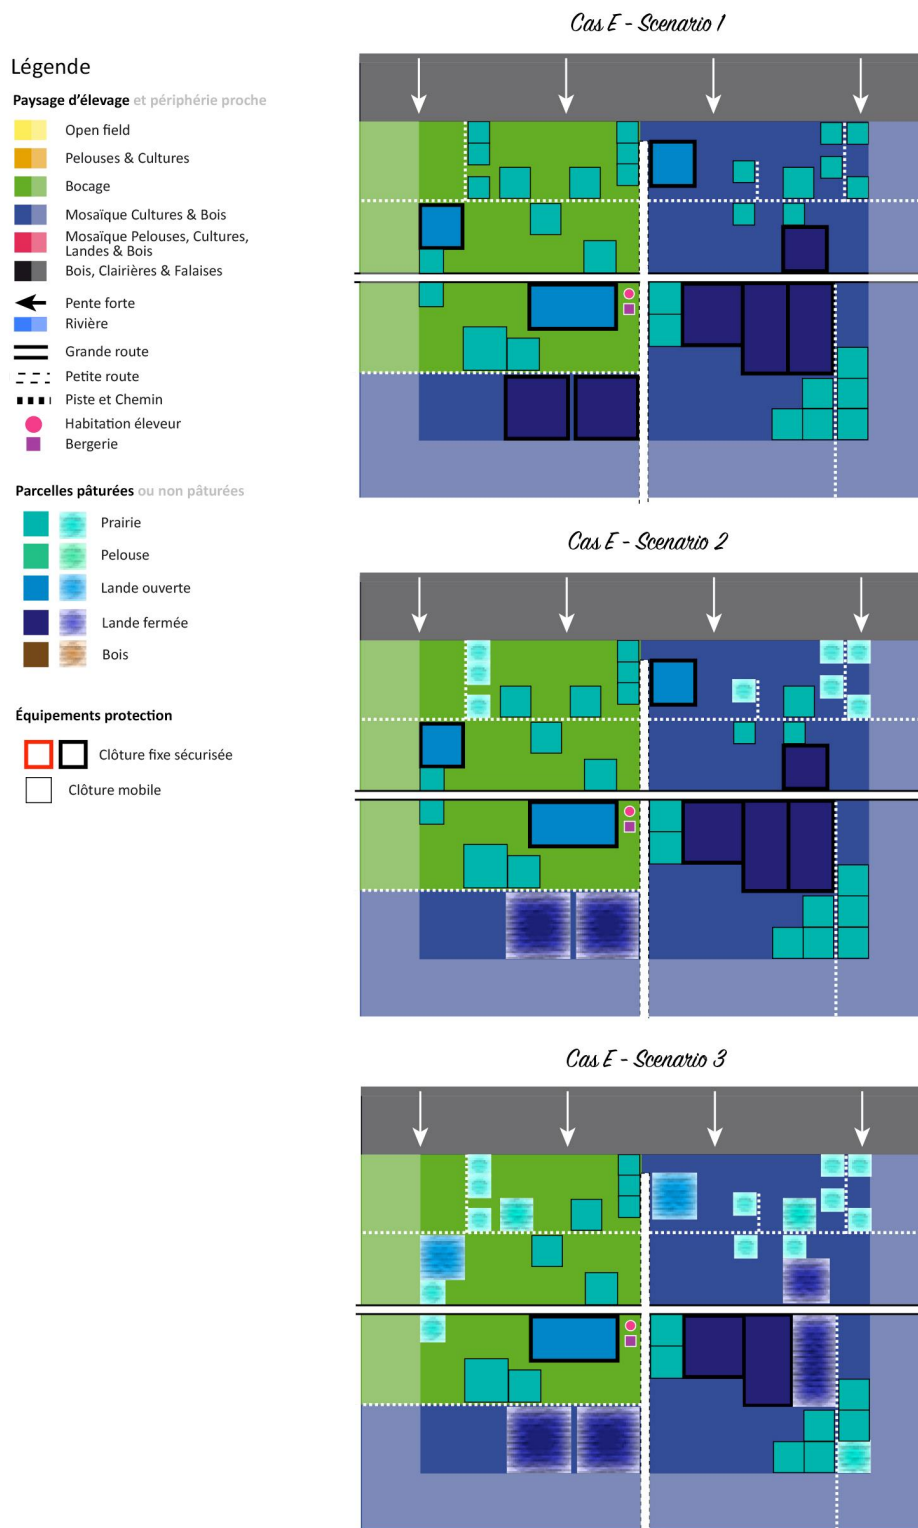 Cas E - Scenario 1
Légende
Paysage d'élevage et périphérie proche
Open field
Pelouses & Cultures
Bocage
Mosaïque Cultures & Bois
Mosaïque Pelouses, Cultures,
Landes & Bois
Bois, Clairières & Falaises
Pente forte
Rivière
Grande route
Petite route
Piste et Chemin
Habitation éleveur
Bergerie
Parcelles pâturées ou non pâturées
Prairie
Pelouse
Lande ouverte
Lande fermée
Bois
Équipements protection
Clôture fixe sécurisée
Clôture mobile
Cas E - Scenario 2
Cas E - Scenario 3